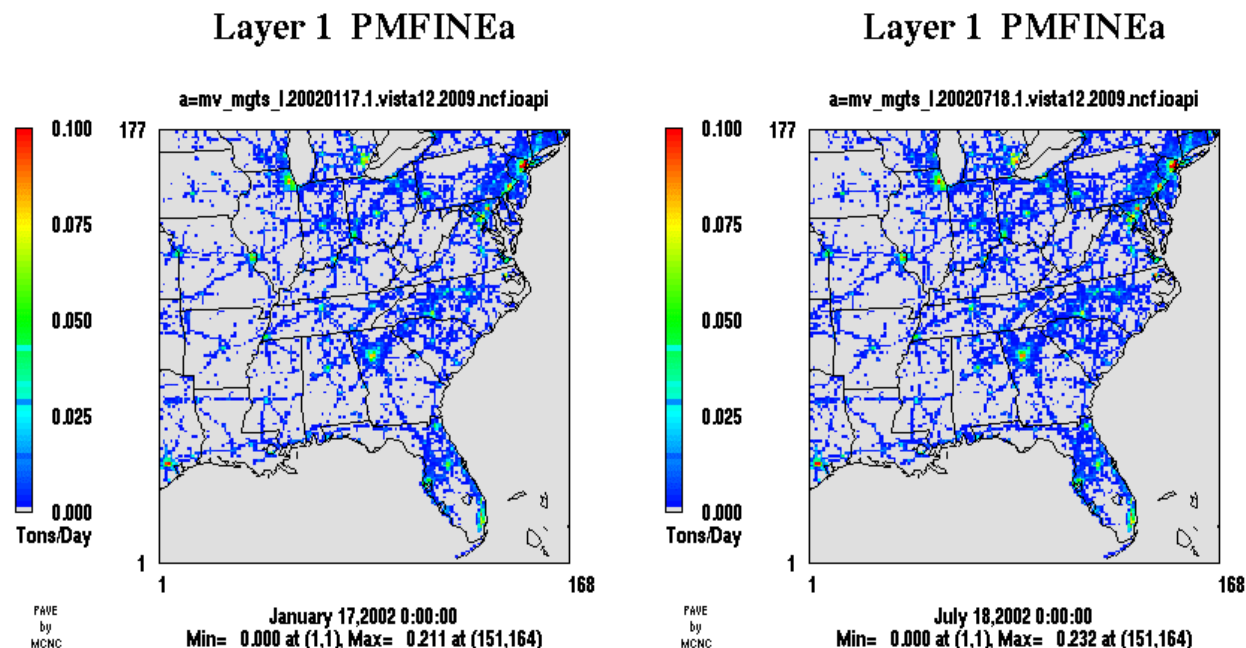 Layer 1 PMFINEa
a=mv_mgts_l.20020117.1.vista12.2009.ncf.ioapi
177
0.100
0.075
0.050
0.025
0.000
Tons/Day
1
1
168
PAVE
by
MCNC
January 17,2002 0:00:00
Min= 0.000 at (1,1), Max= 0.211 at (151,164)
Layer 1 PMFINEa
a=mv_mgts_l.20020718.1.vista12.2009.ncf.ioapi
177
0.100
0.075
0.050
0.025
0.000
Tons/Day
1
1
168
PAVE
by
MCNC
July 18,2002 0:00:00
Min= 0.000 at (1,1), Max= 0.232 at (151,164)